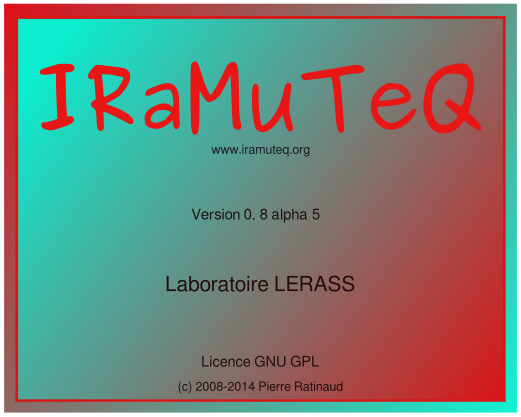 IRaMuTeQ
www.iramuteq.org
Version 0. 8 alpha 5
Laboratoire LERASS
Licence GNU GPL
(c) 2008-2014 Pierre Ratinaud